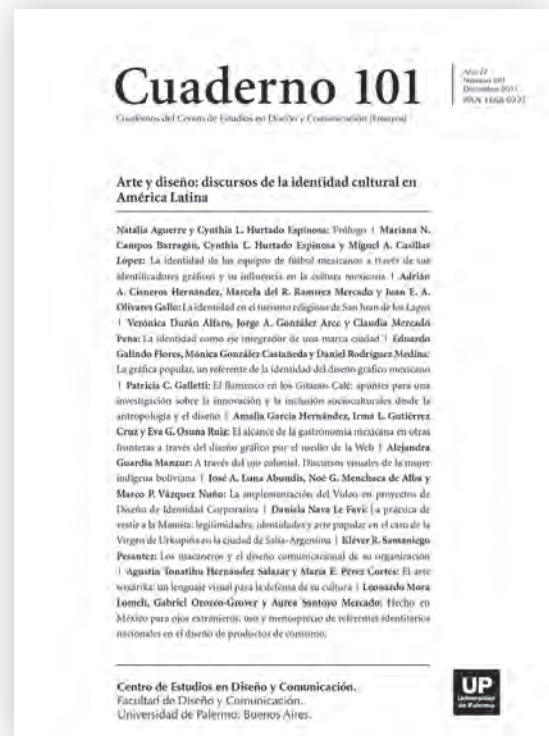 Cuaderno 101
Cuadernos del Centro de Estudios en Diseño y Comunicación [Ensayos]
Año 22
Número 101
Diciembre 2021
ISSN 1668-0227
Arte y diseño: discursos de la identidad cultural en
América Latina
Natalia Aguerre y Cynthia L. Hurtado Espinosa: Prólogo | Mariana N.
Campos Barragán, Cynthia L. Hurtado Espinosa y Miguel A. Casillas
López: La identidad de los equipos de fútbol mexicanos a través de sus
identificadores gráficos y su influencia en la cultura mexicana | Adrián
A. Cisneros Hernández, Marcela del R. Ramírez Mercado y Juan E. A.
Olivares Gallo: La identidad en el turismo religioso de San Juan de los Lagos
| Verónica Durán Alfaro, Jorge A. González Arce y Claudia Mercado
Peña: La identidad como eje integrador de una marca ciudad | Eduardo
Galindo Flores, Mónica González Castañeda y Daniel Rodríguez Medina:
La gráfica popular, un referente de la identidad del diseño gráfico mexicano
| Patricia C. Galletti: El flamenco en los Gitanos Calé: apuntes para una
investigación sobre la innovación y la inclusión socioculturales desde la
antropología y el diseño | Amalia García Hernández, Irma L. Gutiérrez
Cruz y Eva G. Osuna Ruiz: El alcance de la gastronomía mexicana en otras
fronteras a través del diseño gráfico por el medio de la Web | Alejandra
Guardia Manzur: A través del ojo colonial. Discursos visuales de la mujer
indígena boliviana | José A. Luna Abundis, Noé G. Menchaca de Alba y
Marco P. Vázquez Nuño: La implementación del Video en proyectos de
Diseño de Identidad Corporativa | Daniela Nava Le Favi: La práctica de
vestir a la Mamita: legitimidades, identidades y arte popular en el caso de la
Virgen de Urkupiña en la ciudad de Salta-Argentina | Kléver R. Samaniego
Pesantez: Los macaneros y el diseño comunicacional de su organización
| Agustín Tonatihu Hernández Salazar y María E. Pérez Cortés: El arte
wixárika: un lenguaje visual para la defensa de su cultura | Leonardo Mora
Lomelí, Gabriel Orozco-Grover y Aurea Santoyo Mercado: Hecho en
México para ojos extranjeros: uso y menosprecio de referentes identitarios
nacionales en el diseño de productos de consumo.
Centro de Estudios en Diseño y Comunicación.
Facultad de Diseño y Comunicación.
Universidad de Palermo. Buenos Aires.
UP
Universidad
de Palermo